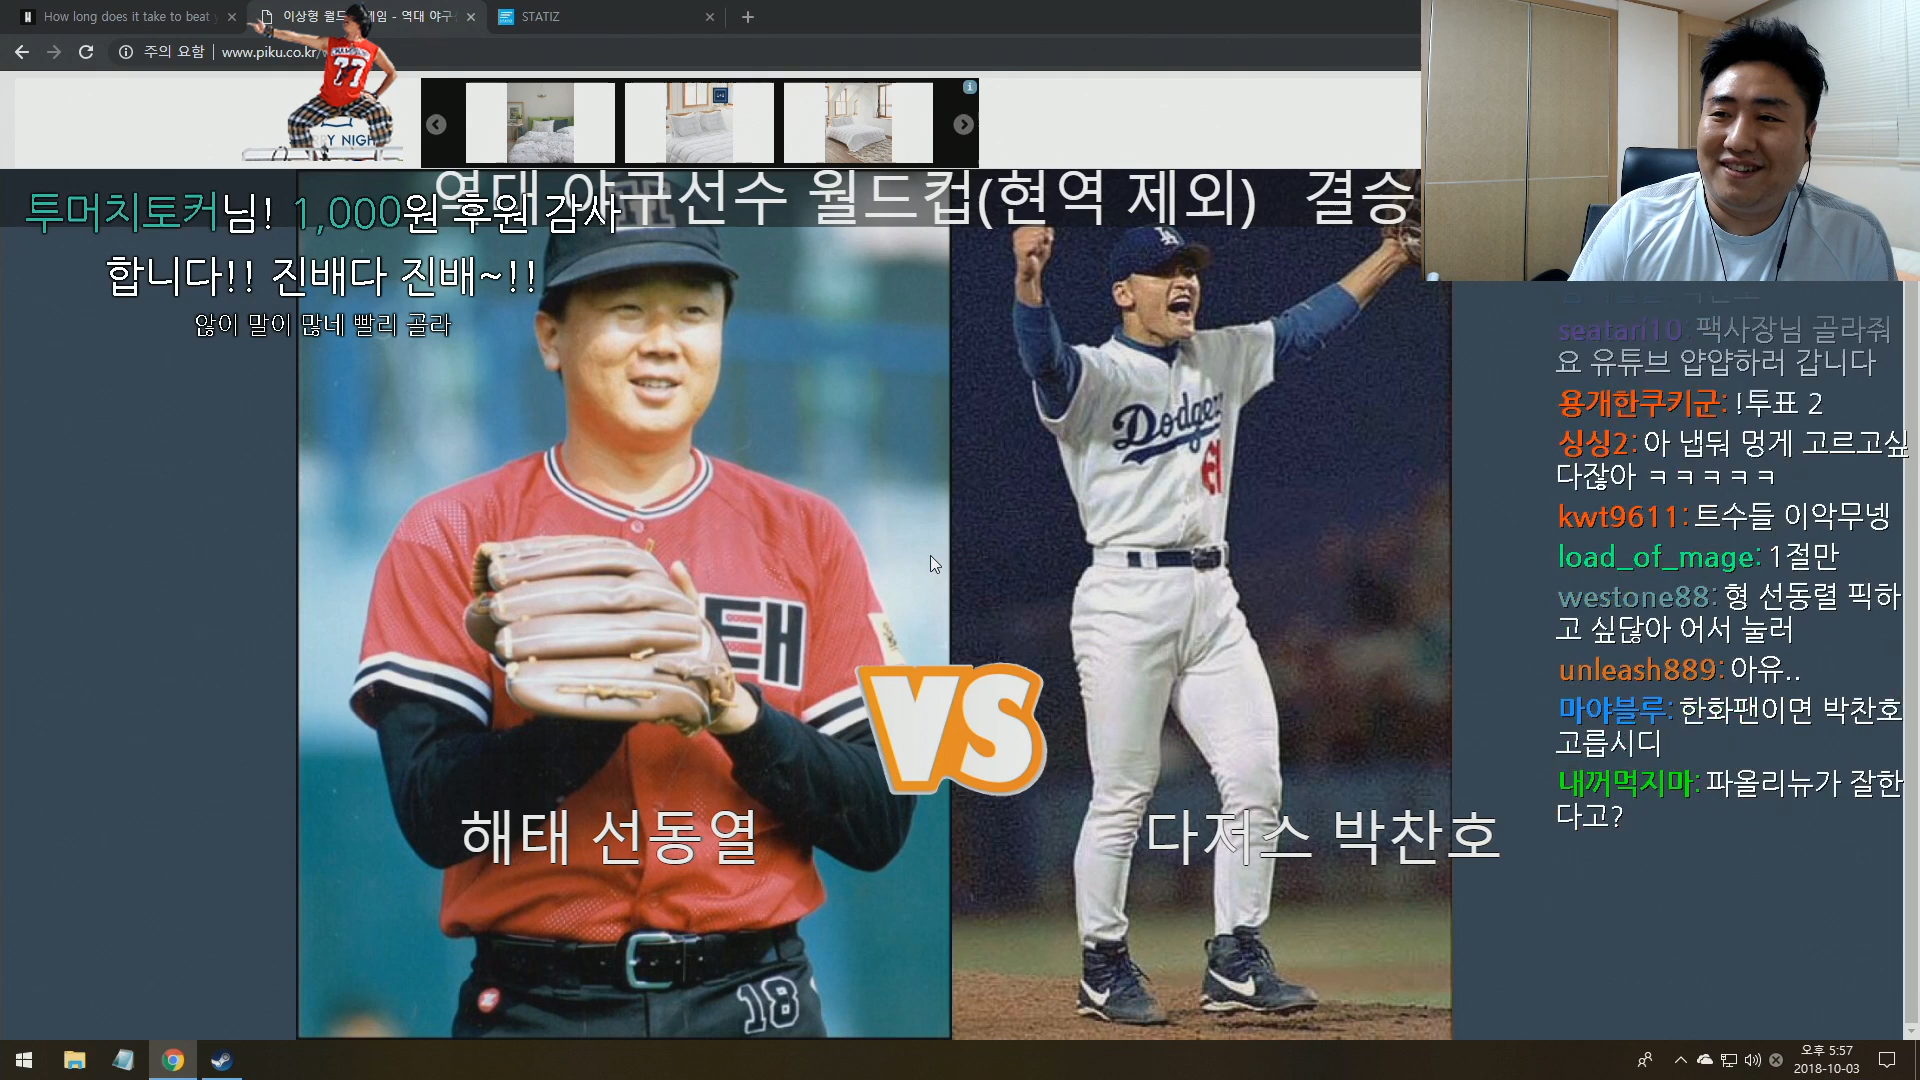 How long does it take to beat
이상형 월드
임 - 역대 야구
STATIZ
주의 요함
www.piku.co.kr/
CHAMPIONS
77
RRY NIGH
역대 야구선수 월드컵(현역 제외) 결승
투머치토커님! 1,000원 후원 감사
합니다!! 진배다 진배~!!
않이 말이 많네 빨리 골라
Dodgers
61
태
18
VS
해태 선동열
다저스 박찬호
seatari10: 팩사장님 골라줘
요 유튜브 얍얍하러 갑니다
용개한쿠키군: !투표 2
싱싱2: 아 냅둬 멍게 고르고싶
다잖아 ㅋㅋㅋㅋㅋ
kwt9611: 트수들 이악무넹
load_of_mage: 1절만
westone88: 형 선동렬 픽하
고 싶닳아 어서 눌러
unleash889: 아유..
마야블루: 한화팬이면 박찬호
고릅시디
내꺼먹지마: 파올리뉴가 잘한
다고?
오후 5:57
2018-10-03